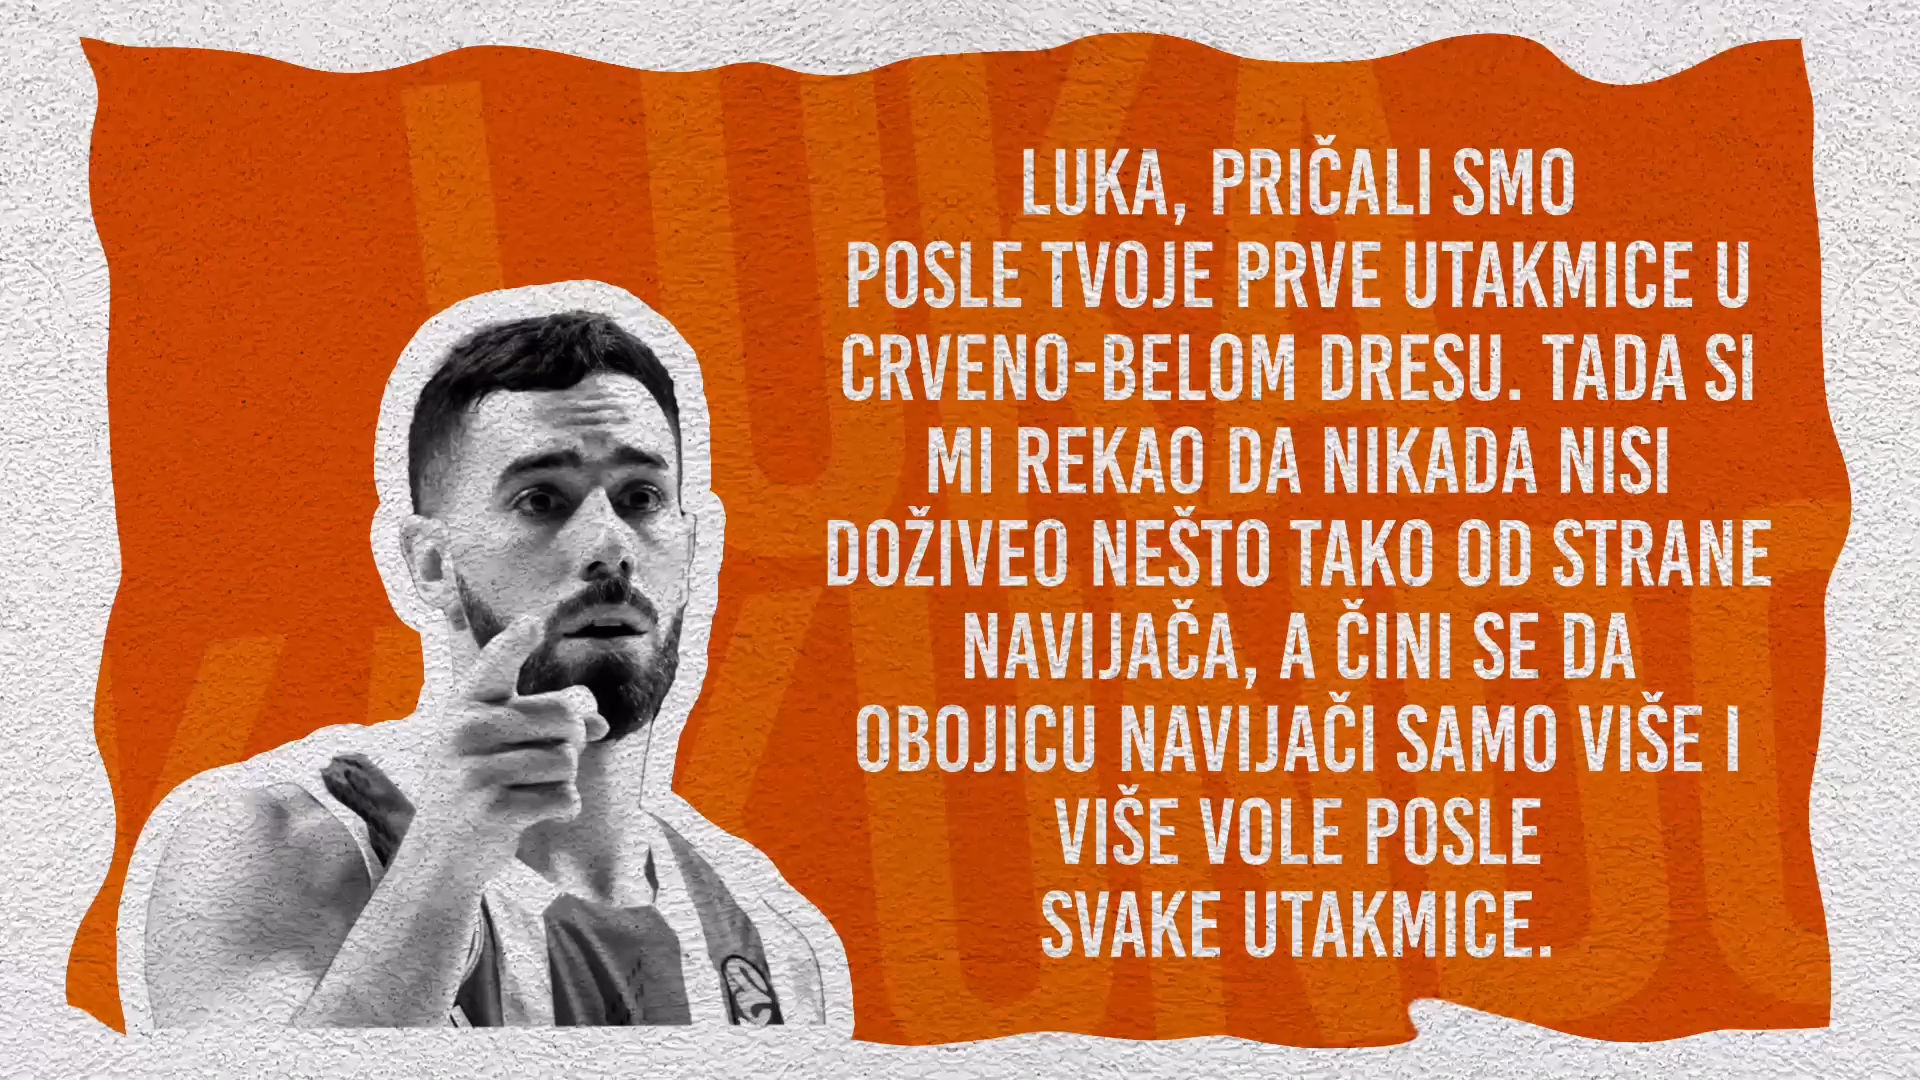 LUKA, PRIČALI SMO
POSLE TVOJE PRVE UTAKMICE U
CRVENO-BELOM DRESU. TADA SI
MI REKAO DA NIKADA NISI
DOŽIVEO NEŠTO TAKO OD STRANE
NAVIJAČA, A ČINI SE DA
OBOJICU NAVIJAČI SAMO VIŠE I
VIŠE VOLE POSLE
SVAKE UTAKMICE.
LUKA